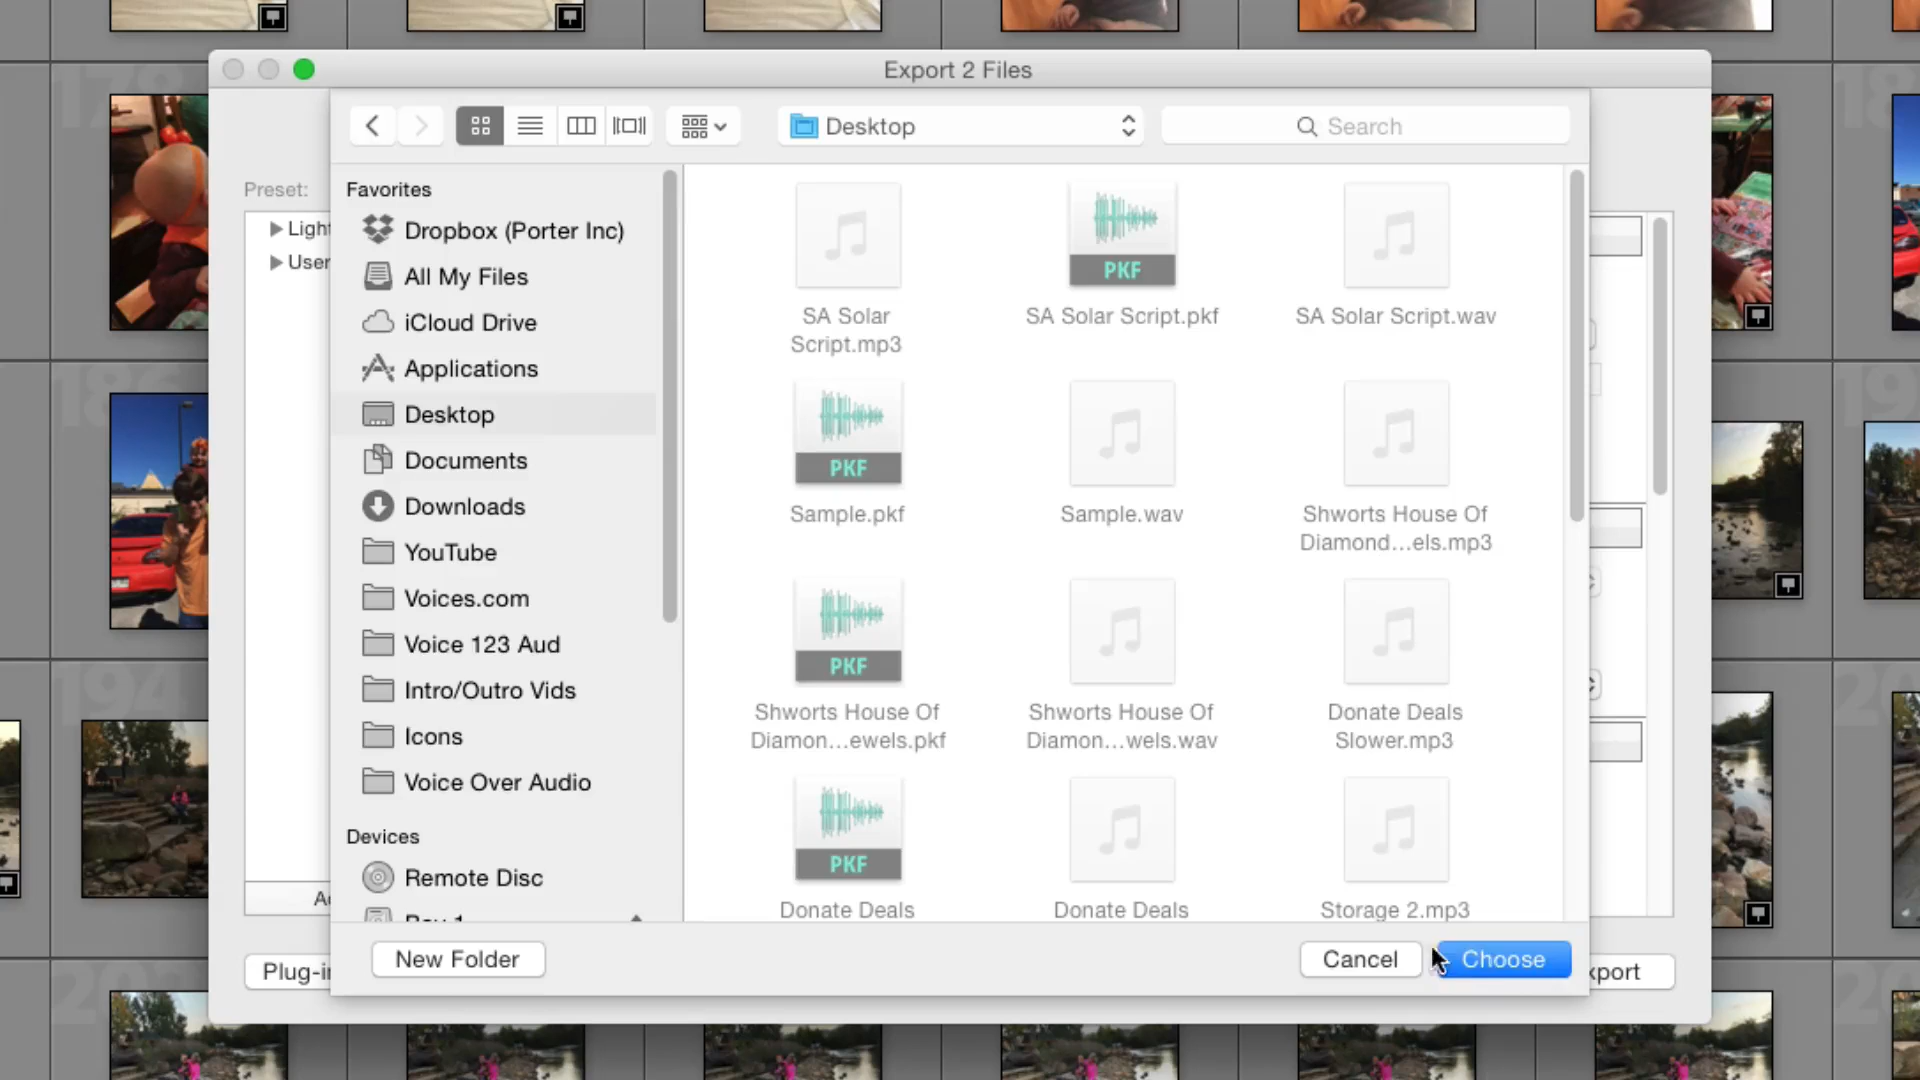 Export 2 Files
Desktop
Search
Preset:
Favorites
Dropbox (Porter Inc)
All My Files
iCloud Drive
Applications
Desktop
Documents
Downloads
YouTube
Voices.com
Voice 123 Aud
Intro/Outro Vids
Icons
Voice Over Audio
Devices
Remote Disc
Light
User
SA Solar
Script.mp3
PKF
SA Solar Script.pkf
SA Solar Script.wav
PKF
Sample.pkf
Sample.wav
Shworts House Of
Diamond...els.mp3
PKF
Shworts House Of
Diamon...ewels.pkf
Shworts House Of
Diamon...wels.wav
Donate Deals
Slower.mp3
PKF
Donate Deals
Donate Deals
Storage 2.mp3
New Folder
Cancel
Choose
Plug-in
xport
178
186
194